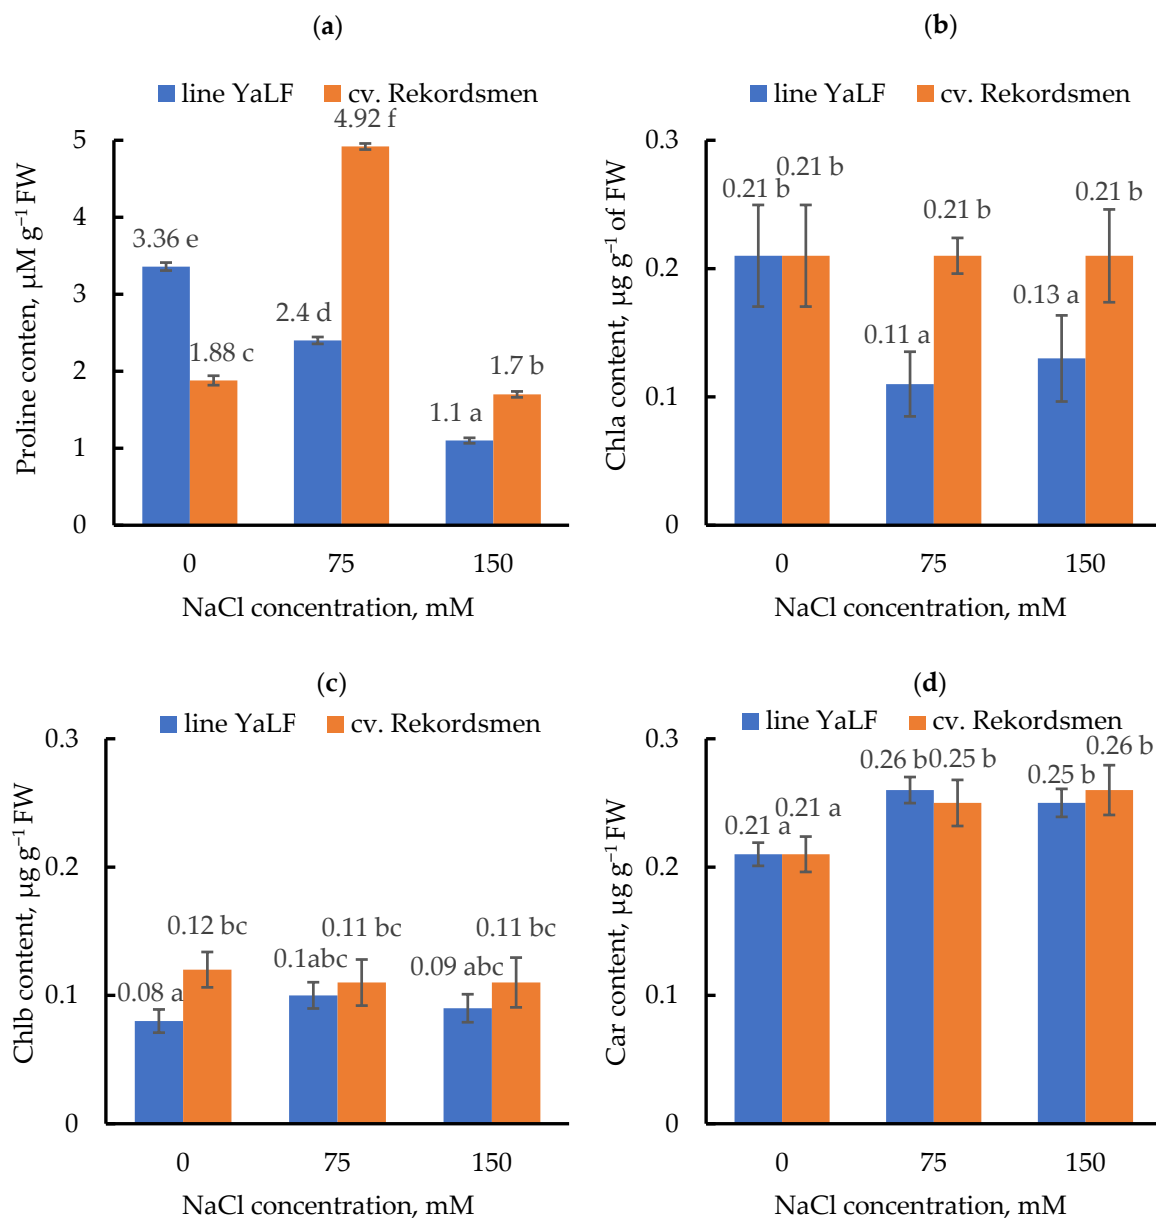 (a)
line YaLF cv. Rekordsmen
Proline conten, µM g⁻¹ FW
5
4
3
2
1
0
3.36 e
1.88 c
2.4 d
4.92 f
1.1 a
1.7 b
0 75 150
NaCl concentration, mM
(b)
line YaLF cv. Rekordsmen
Chla content, µg g⁻¹ of FW
0.3
0.2
0.1
0
0.21 b
0.21 b
0.11 a
0.21 b
0.13 a
0.21 b
0 75 150
NaCl concentration, mM
(c)
line YaLF cv. Rekordsmen
Chlb content, µg g⁻¹ FW
0.3
0.2
0.1
0
0.08 a
0.12 bc
0.1abc
0.11 bc
0.09 abc
0.11 bc
0 75 150
NaCl concentration, mM
(d)
line YaLF cv. Rekordsmen
Car content, µg g⁻¹ FW
0.3
0.2
0.1
0
0.21 a
0.21 a
0.26 b
0.25 b
0.25 b
0.26 b
0 75 150
NaCl concentration, mM